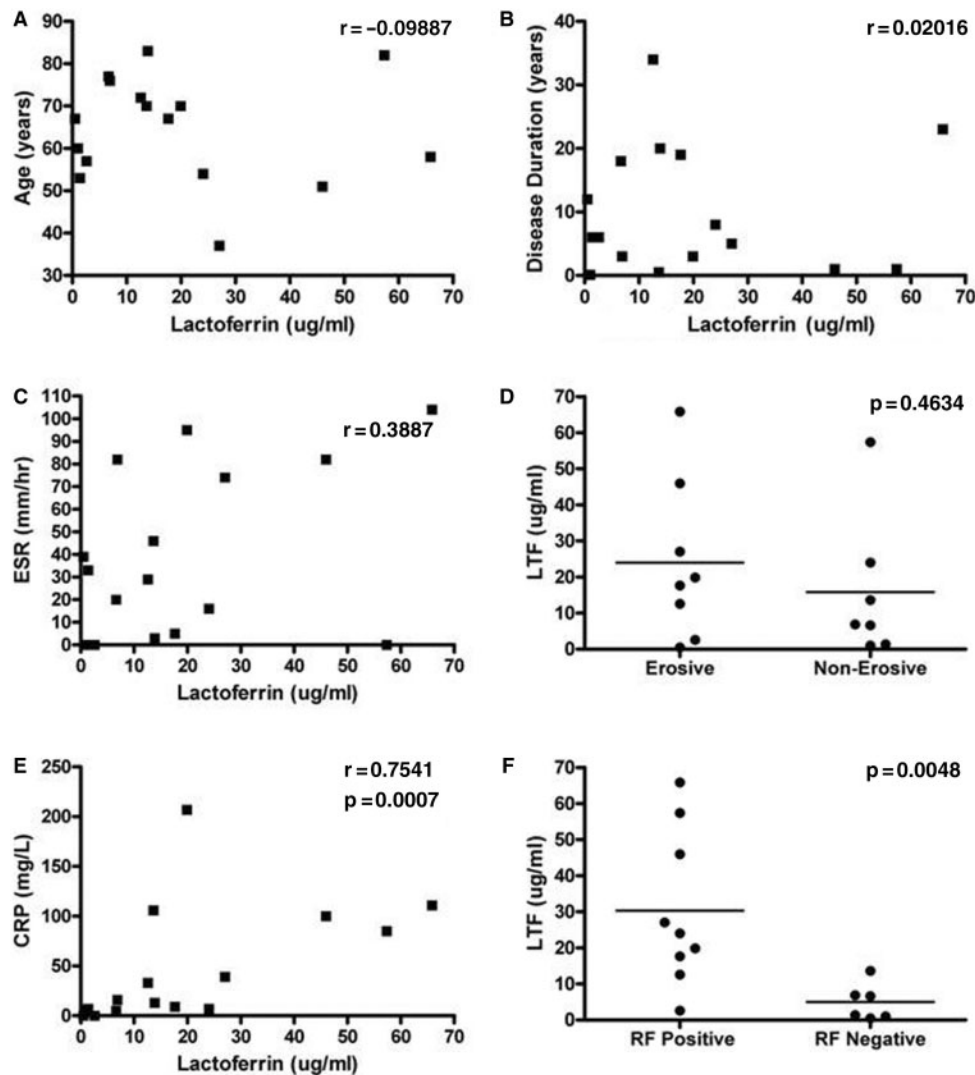 A
r=−0.09887
Age (years)
90
80
70
60
50
40
30
0 10 20 30 40 50 60 70
Lactoferrin (ug/ml)
B
r=0.02016
Disease Duration (years)
40
30
20
10
0
0 10 20 30 40 50 60 70
Lactoferrin (ug/ml)
C
r=0.3887
ESR (mm/hr)
110
100
90
80
70
60
50
40
30
20
10
0
0 10 20 30 40 50 60 70
Lactoferrin (ug/ml)
D
p=0.4634
LTF (ug/ml)
70
60
50
40
30
20
10
0
Erosive Non-Erosive
E
r=0.7541
p=0.0007
CRP (mg/L)
250
200
150
100
50
0
0 10 20 30 40 50 60 70
Lactoferrin (ug/ml)
F
p=0.0048
LTF (ug/ml)
70
60
50
40
30
20
10
0
RF Positive RF Negative